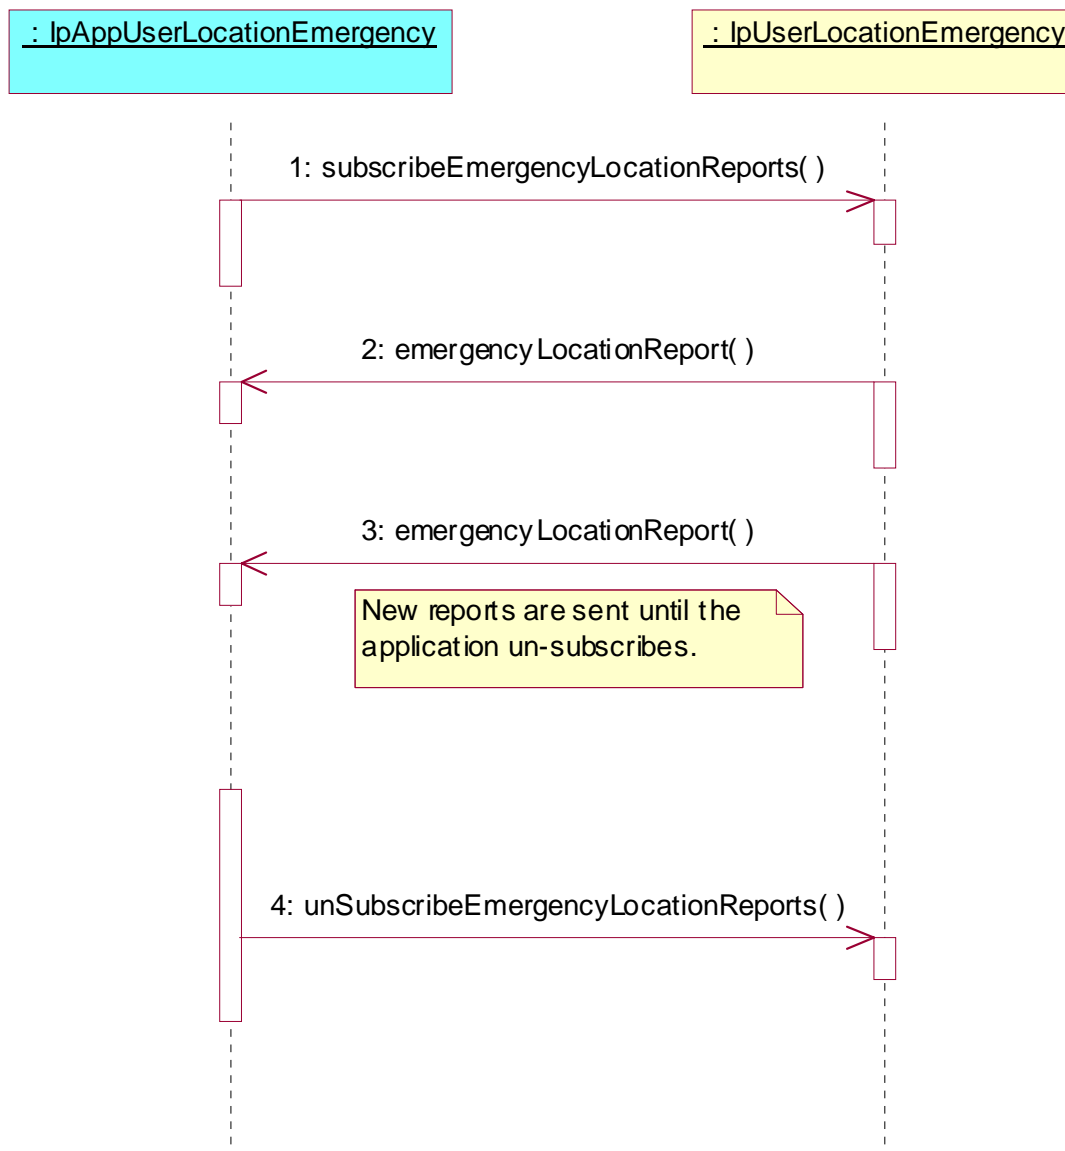 : IpAppUserLocationEmergency
: IpUserLocationEmergency
1: subscribeEmergencyLocationReports( )
2: emergencyLocationReport( )
3: emergencyLocationReport( )
New reports are sent until the
application un-subscribes.
4: unSubscribeEmergencyLocationReports( )